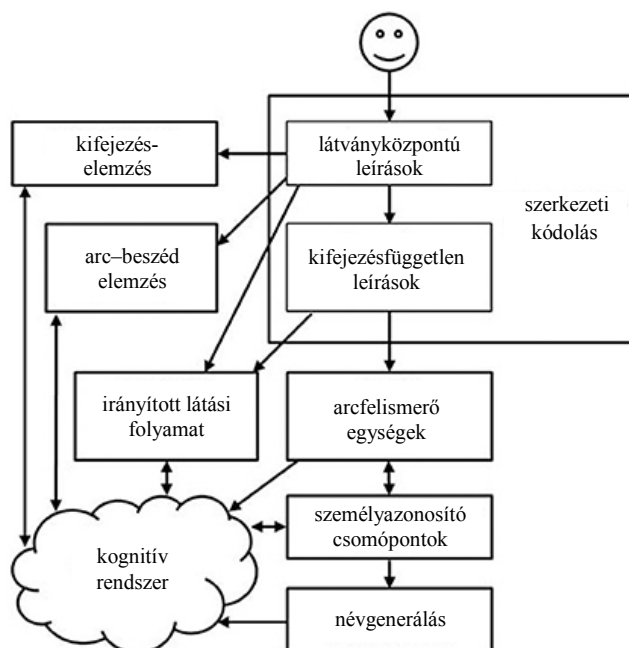 kifejezés-
elemzés
látványközpontú
leírások
szerkezeti
kódolás
arc–beszéd
elemzés
kifejezésfüggetlen
leírások
irányított látási
folyamat
arcfelismerő
egységek
kognitív
rendszer
személyazonosító
csomópontok
névgenerálás